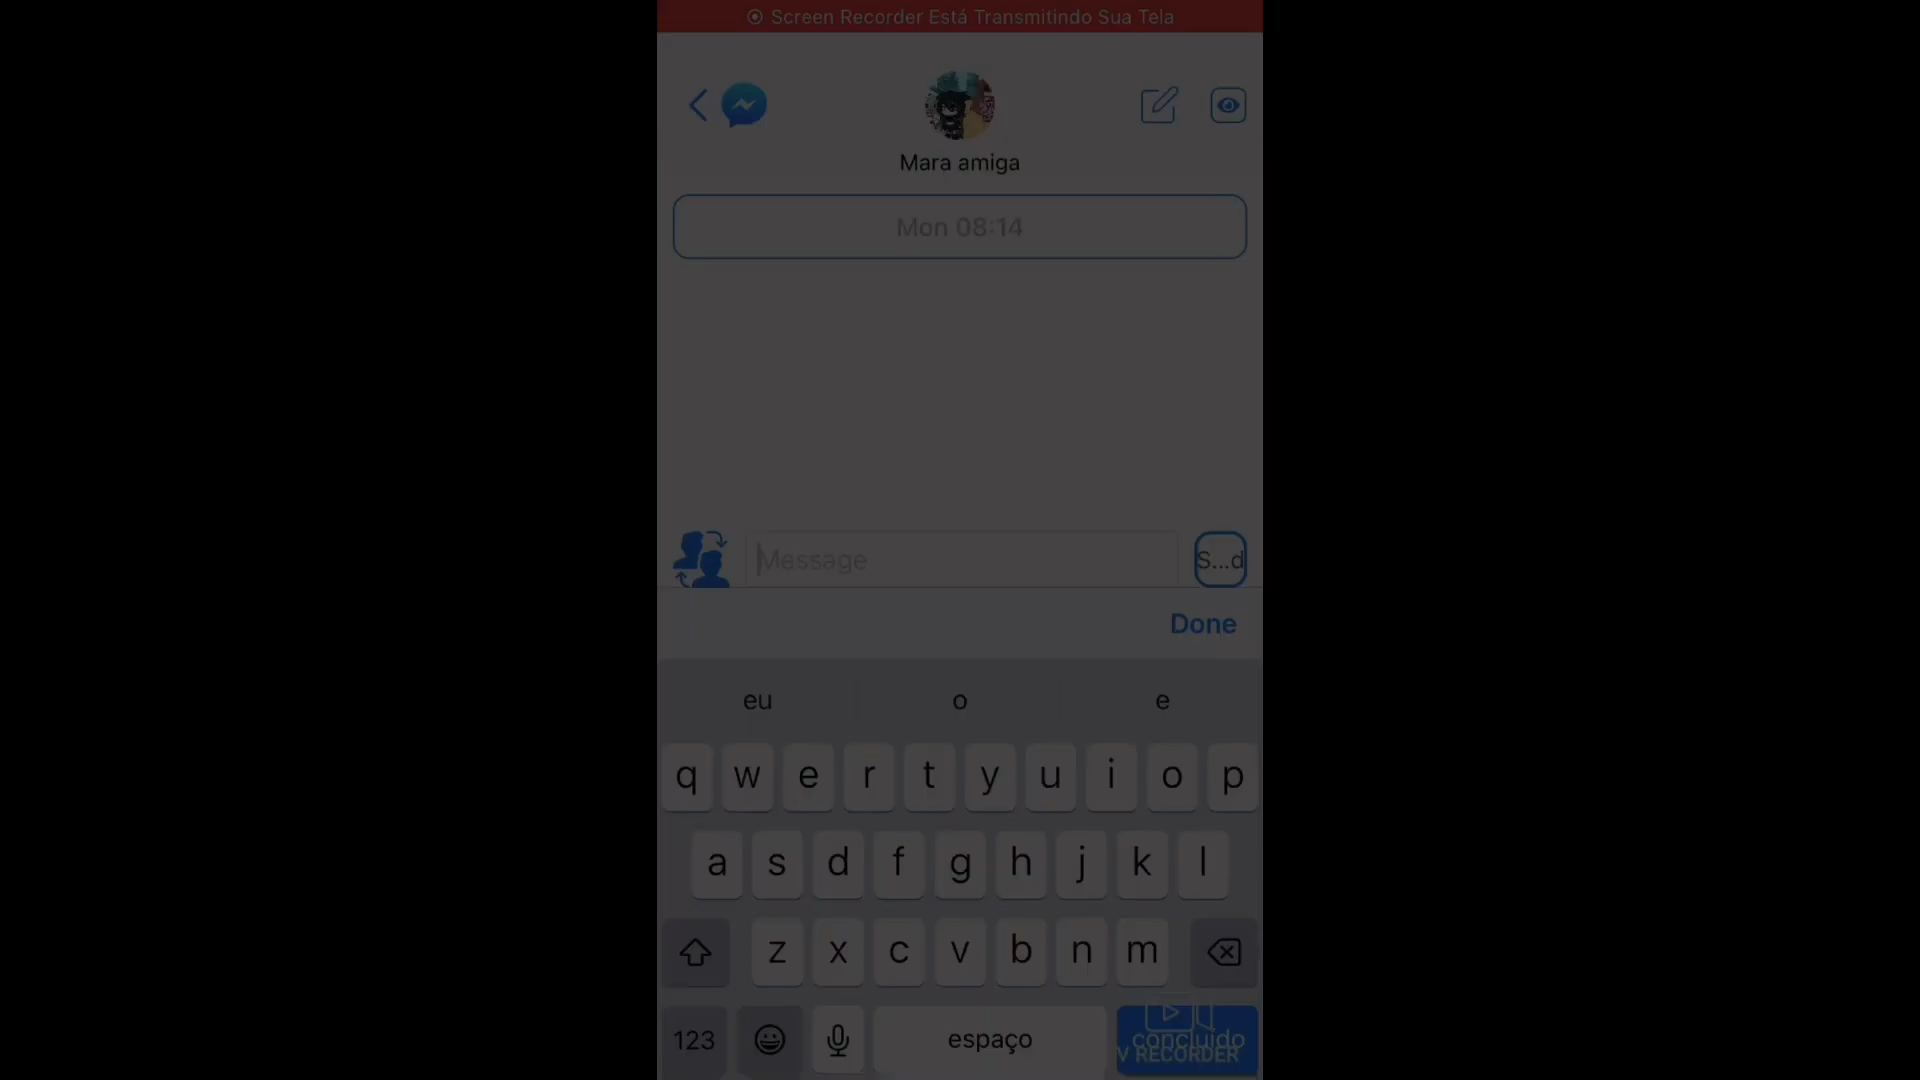 Screen Recorder Está Transmitindo Sua Tela
Mara amiga
Mon 08:14
Message
S...d
Done
eu o e
q w e r t y u i o p
a s d f g h j k l
z x c v b n m
123 espaço concluído
V RECORDER